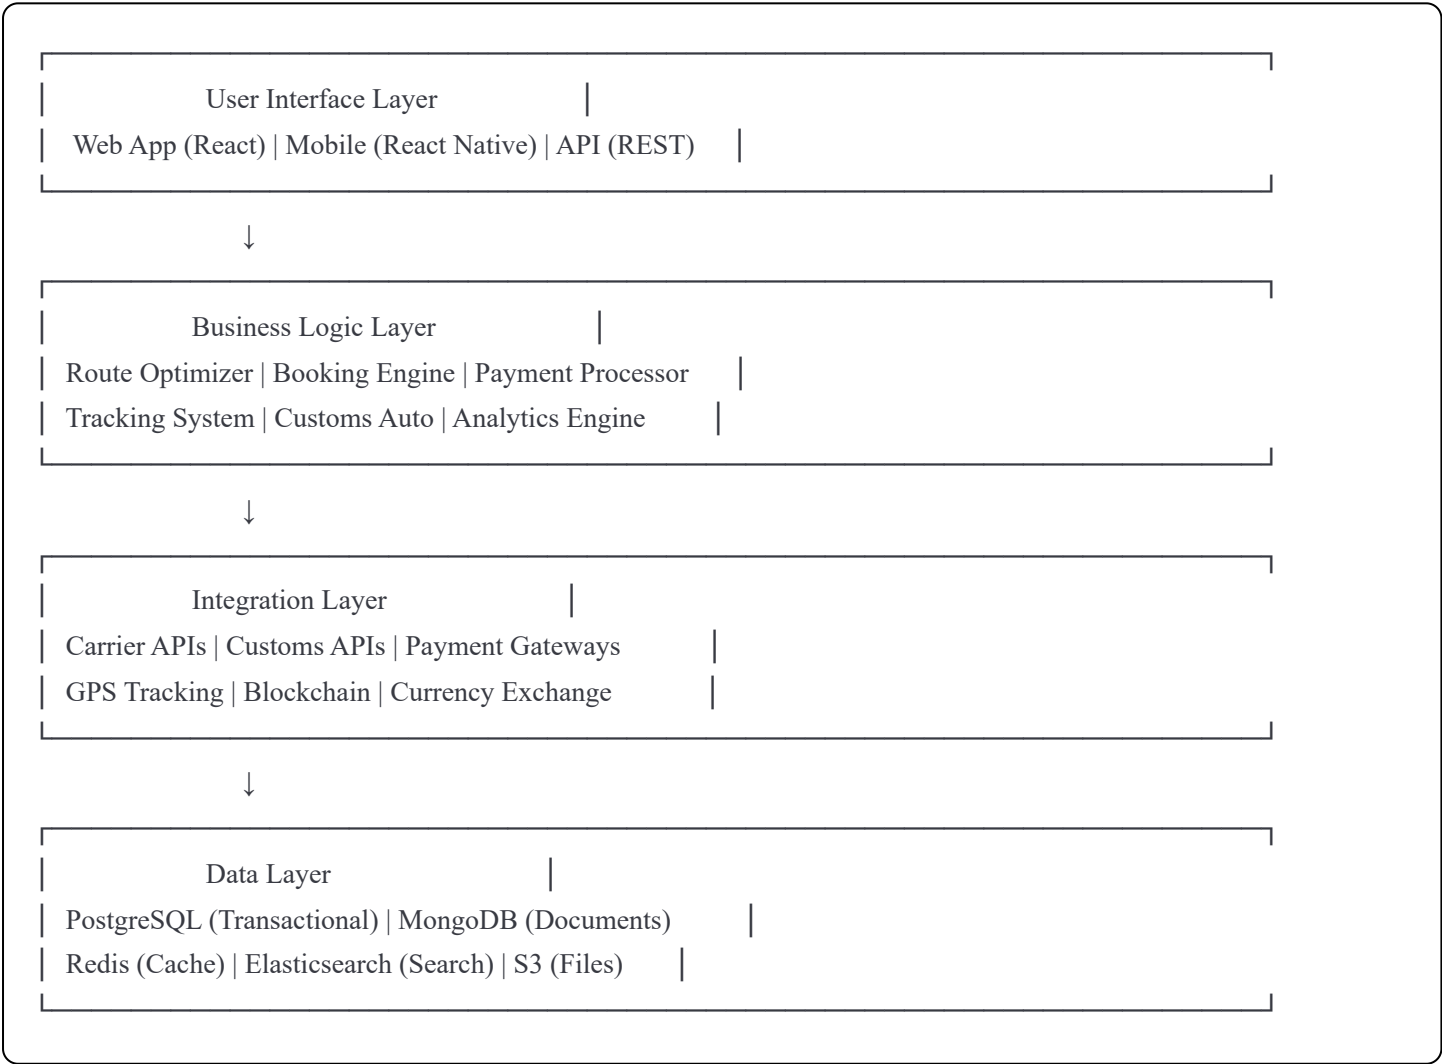 User Interface Layer
Web App (React) | Mobile (React Native) | API (REST)
↓
Business Logic Layer
Route Optimizer | Booking Engine | Payment Processor
Tracking System | Customs Auto | Analytics Engine
↓
Integration Layer
Carrier APIs | Customs APIs | Payment Gateways
GPS Tracking | Blockchain | Currency Exchange
↓
Data Layer
PostgreSQL (Transactional) | MongoDB (Documents)
Redis (Cache) | Elasticsearch (Search) | S3 (Files)